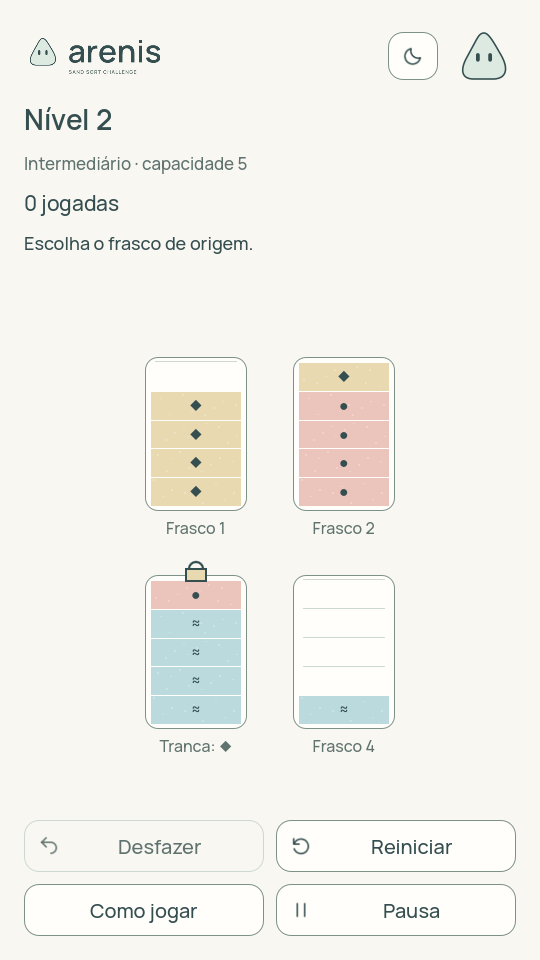 arenis
SAND SORT CHALLENGE
Nível 2
Intermediário · capacidade 5
0 jogadas
Escolha o frasco de origem.
Frasco 1
Frasco 2
Tranca: ◆
Frasco 4
Desfazer
Reiniciar
Como jogar
Pausa